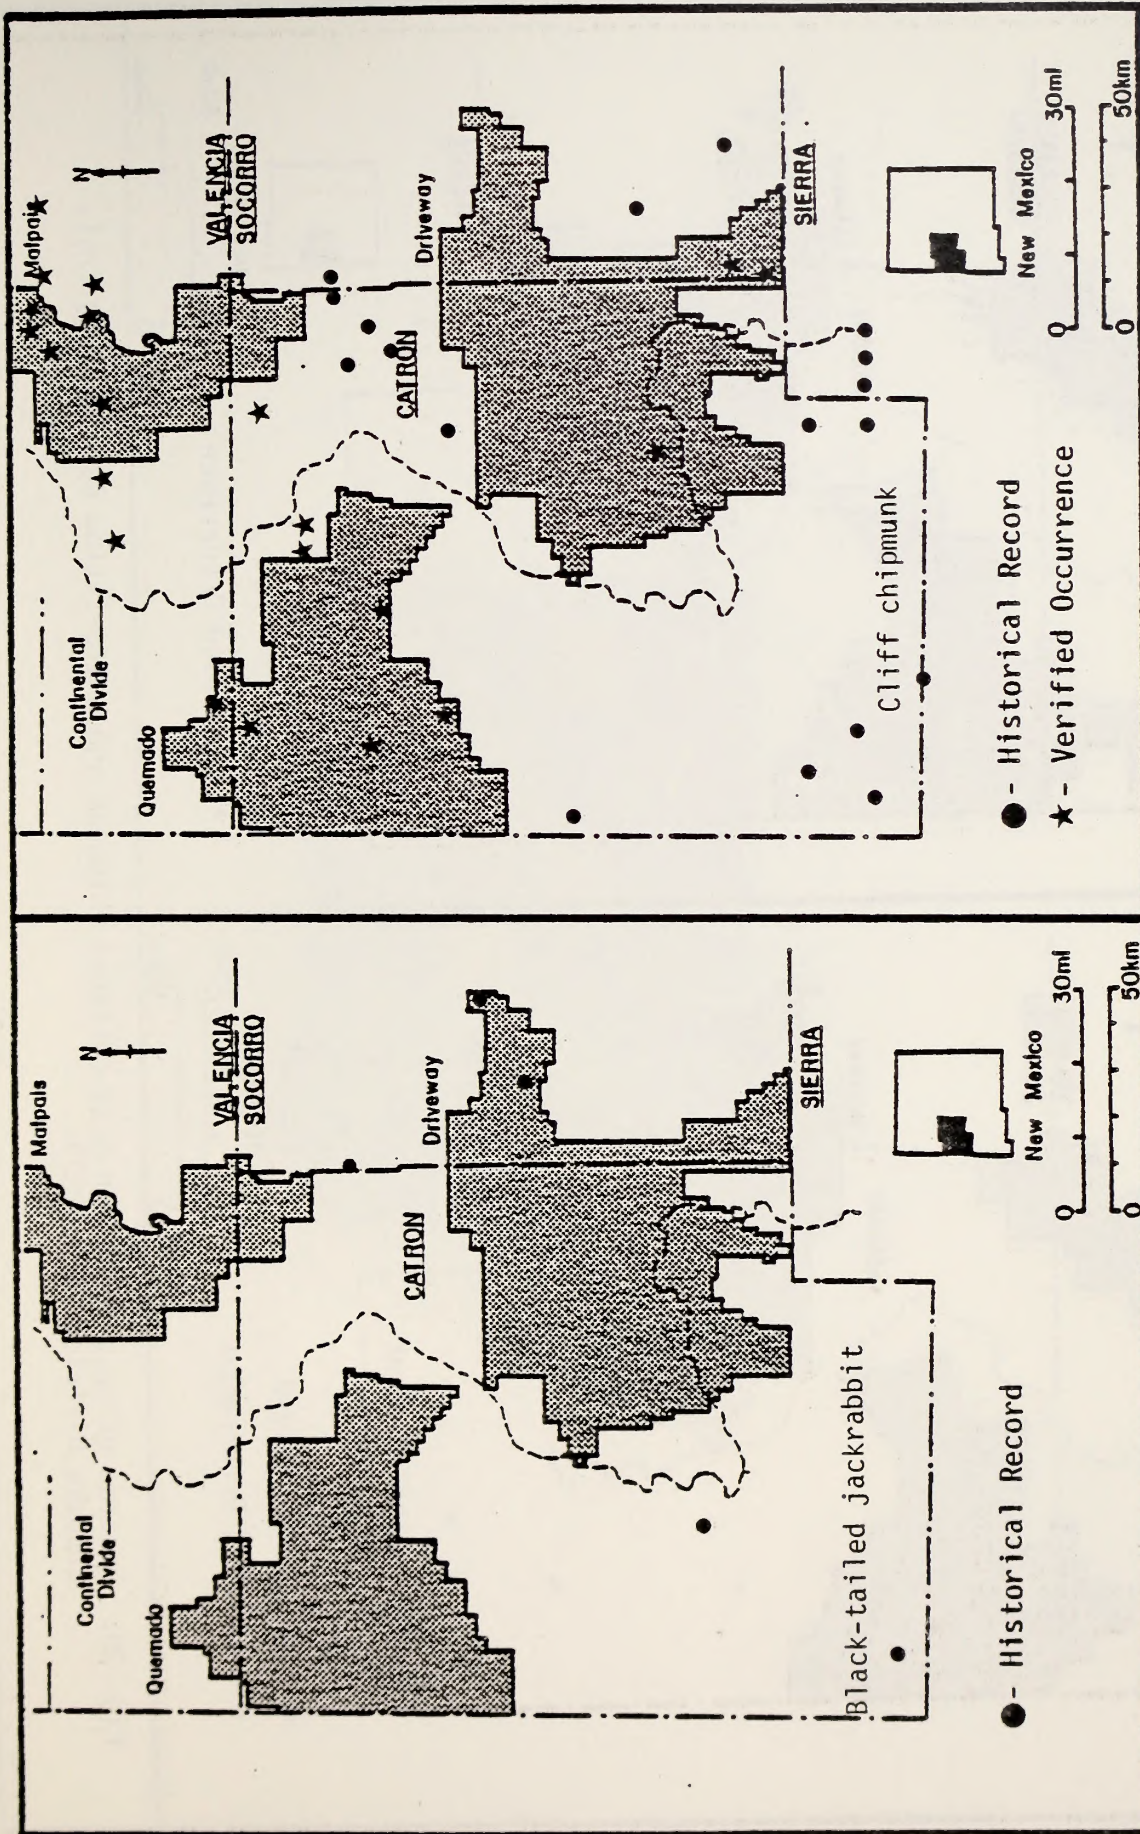 Malpais
N
Continental
Divide
Quemado
VALENCIA
SOCORRO
CATRON
Driveway
SIERRA
Black-tailed jackrabbit
New Mexico
0 30mi
0 50km
● - Historical Record
Malpais
N
Continental
Divide
Quemado
VALENCIA
SOCORRO
CATRON
Driveway
SIERRA
Cliff chipmunk
New Mexico
0 30mi
0 50km
● - Historical Record
★ - Verified Occurrence